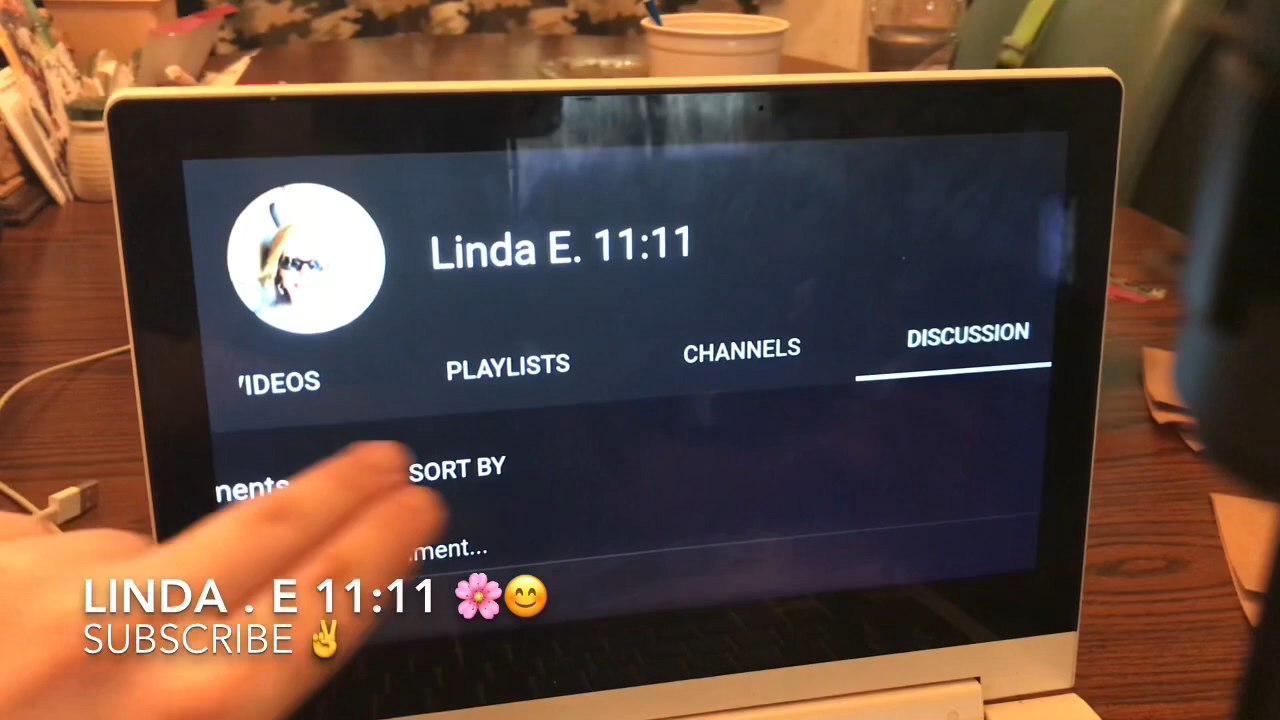 Linda E. 11:11
VIDEOS PLAYLISTS CHANNELS DISCUSSION
SORT BY
LINDA . E 11:11 🌸😊
SUBSCRIBE ✌️